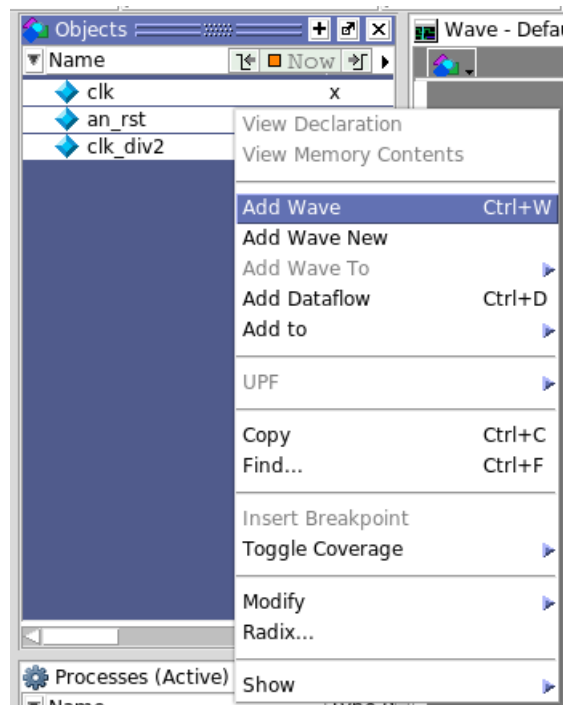 Objects
Wave - Defau
Name
Now
clk
x
an_rst
clk_div2
View Declaration
View Memory Contents
Add Wave Ctrl+W
Add Wave New
Add Wave To
Add Dataflow Ctrl+D
Add to
UPF
Copy Ctrl+C
Find... Ctrl+F
Insert Breakpoint
Toggle Coverage
Modify
Radix...
Processes (Active)
Show
Name